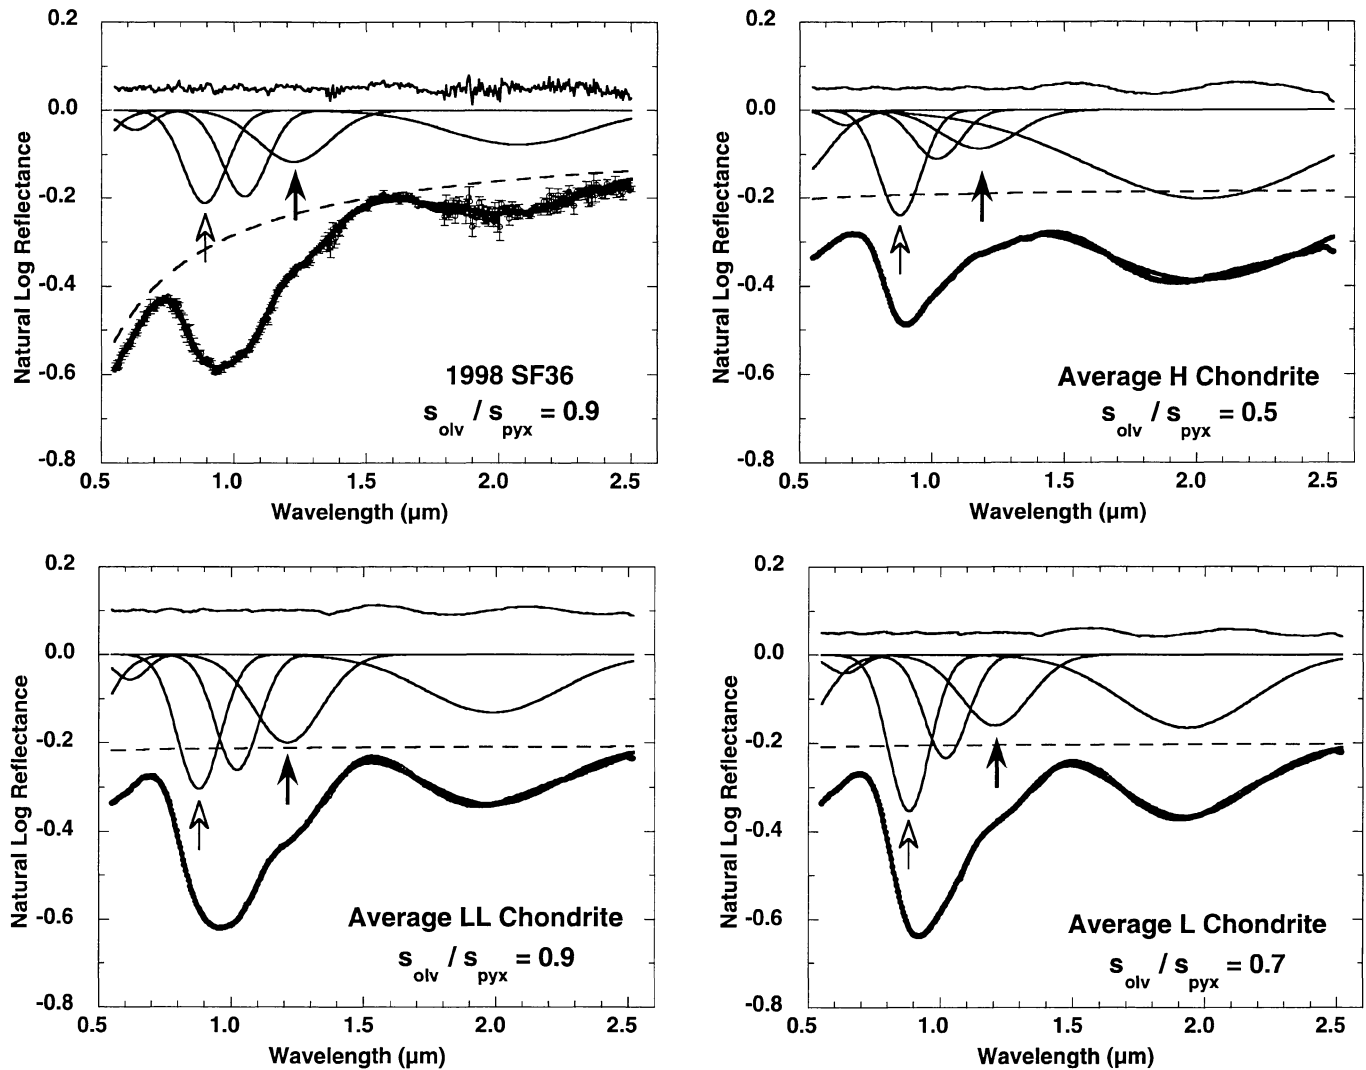 0.2
0.0
-0.2
-0.4
-0.6
-0.8
Natural Log Reflectance
1998 SF36
s_olv / s_pyx = 0.9
0.5 1.0 1.5 2.0 2.5
Wavelength (µm)
0.2
0.0
-0.2
-0.4
-0.6
-0.8
Natural Log Reflectance
Average H Chondrite
s_olv / s_pyx = 0.5
0.5 1.0 1.5 2.0 2.5
Wavelength (µm)
0.2
0.0
-0.2
-0.4
-0.6
-0.8
Natural Log Reflectance
Average LL Chondrite
s_olv / s_pyx = 0.9
0.5 1.0 1.5 2.0 2.5
Wavelength (µm)
0.2
0.0
-0.2
-0.4
-0.6
-0.8
Natural Log Reflectance
Average L Chondrite
s_olv / s_pyx = 0.7
0.5 1.0 1.5 2.0 2.5
Wavelength (µm)